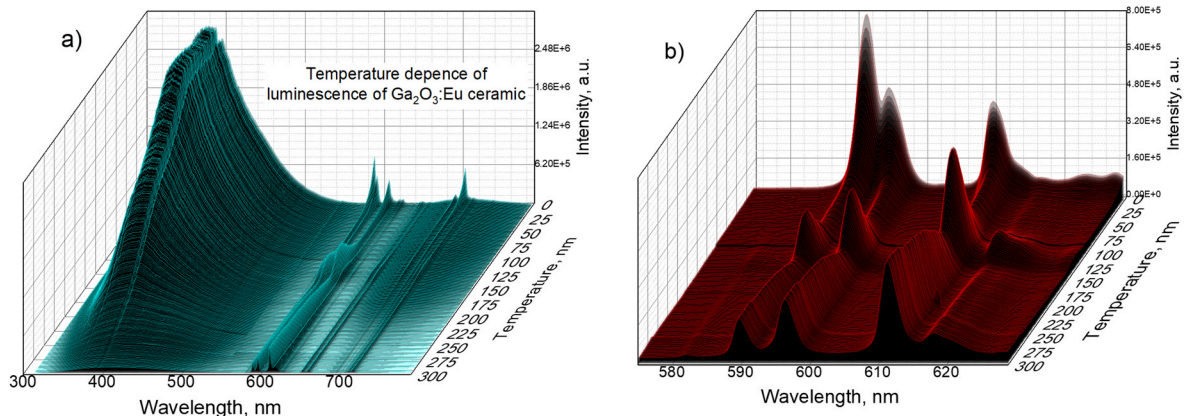 a)
Temperature depence of
luminescence of Ga₂O₃:Eu ceramic
2.48E+6
1.86E+6
1.24E+6
6.20E+5
Intensity, a.u.
0
25
50
75
100
125
150
175
200
225
250
275
300
Temperature, nm
300
400
500
600
700
Wavelength, nm
b)
8.00E+5
6.40E+5
4.80E+5
3.20E+5
1.60E+5
0.00E+0
Intensity, a.u.
0
25
50
75
100
125
150
175
200
225
250
275
300
Temperature, nm
580
590
600
610
620
Wavelength, nm